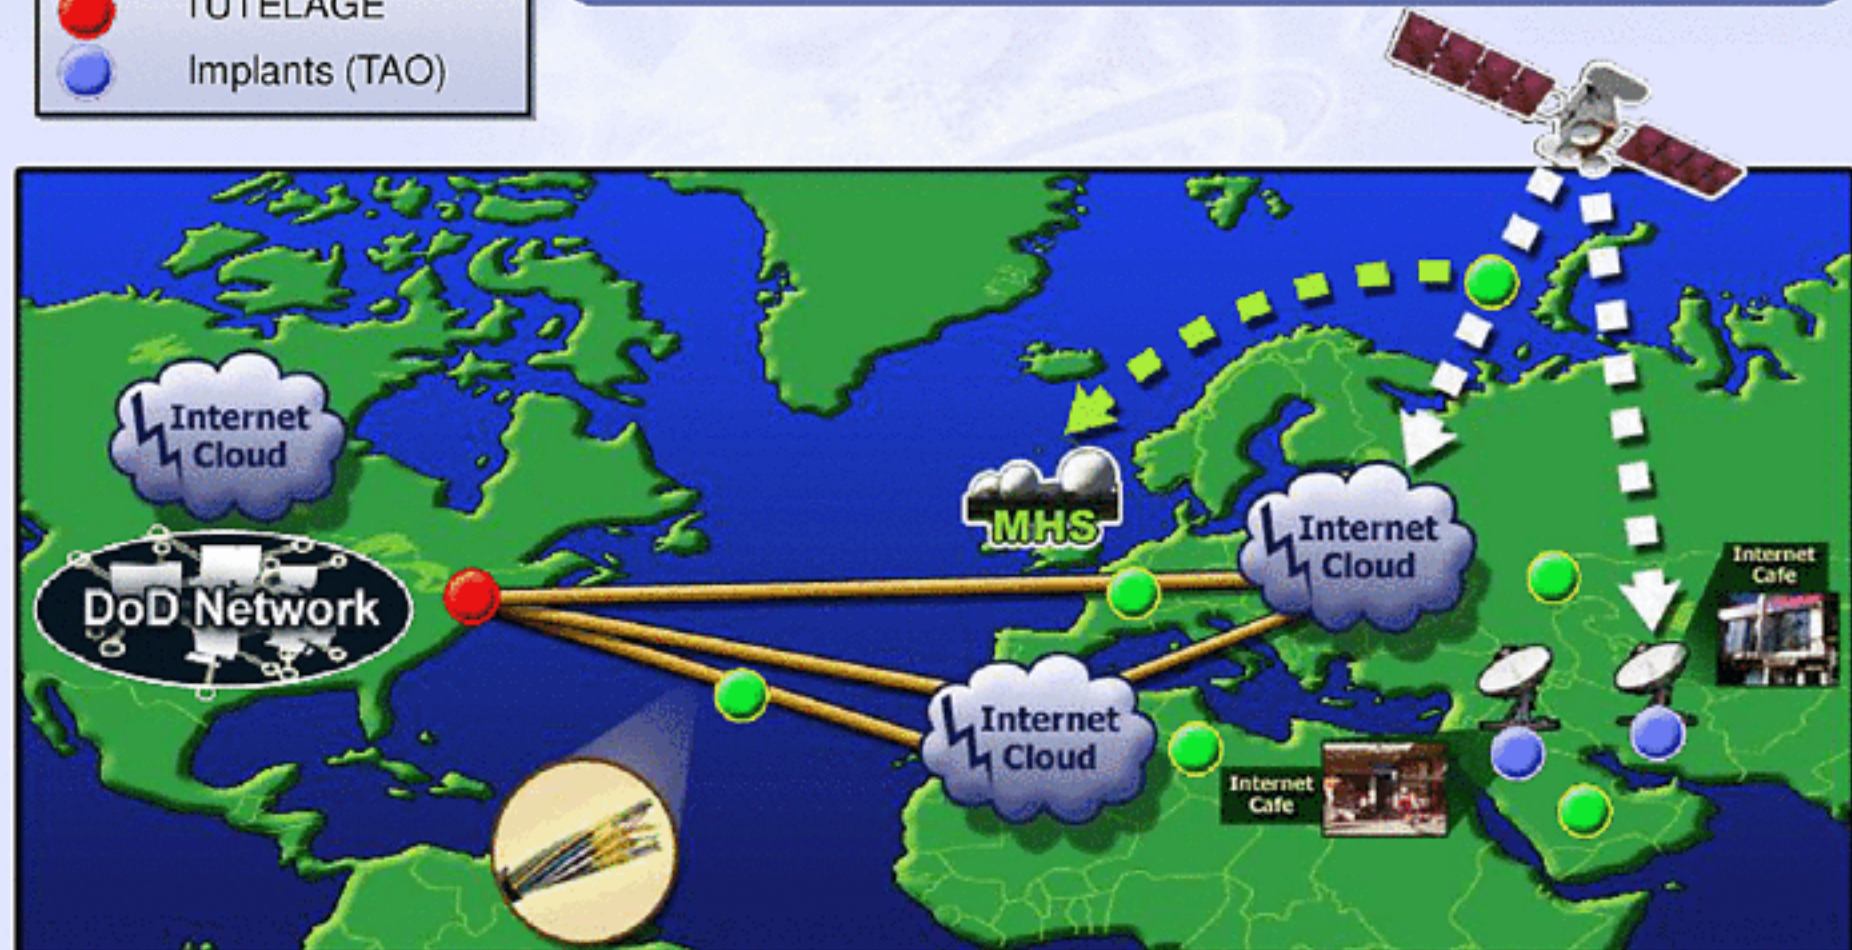 TUTELAGE
Implants (TAO)
Internet
Cloud
DoD Network
MHS
Internet
Cloud
Internet
Cafe
Internet
Cloud
Internet
Cafe